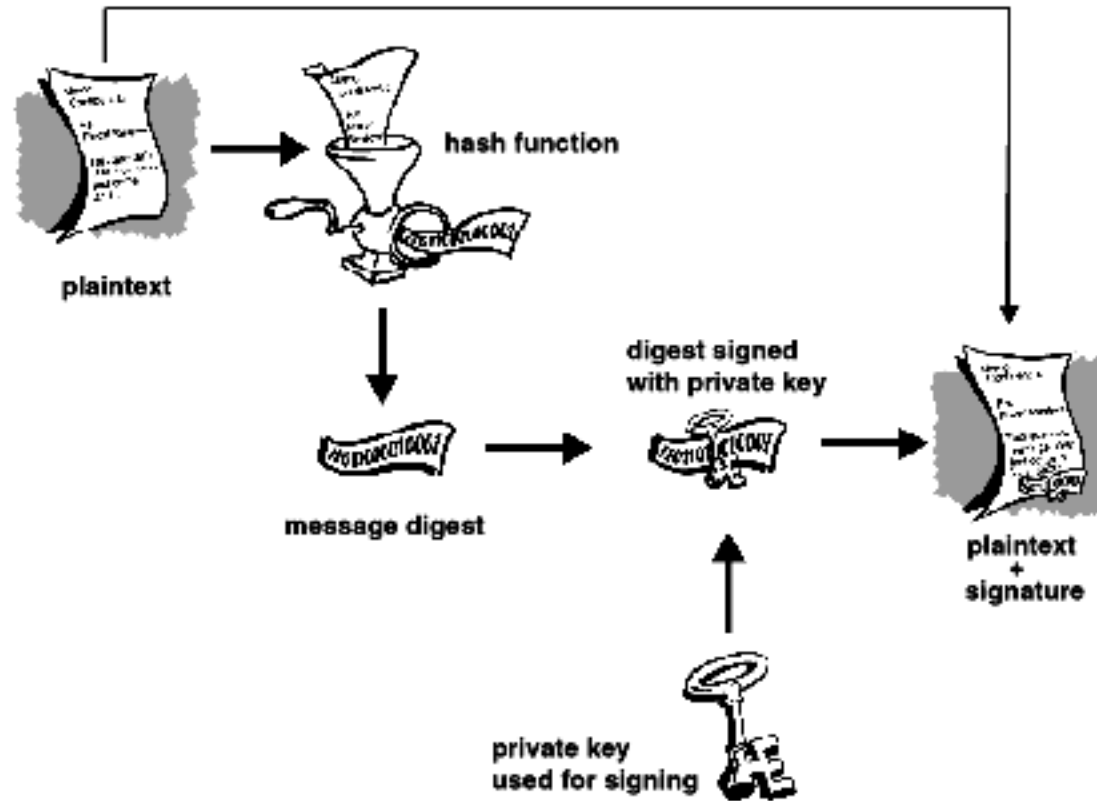 hash function
plaintext
digest signed
with private key
message digest
plaintext
+
signature
private key
used for signing